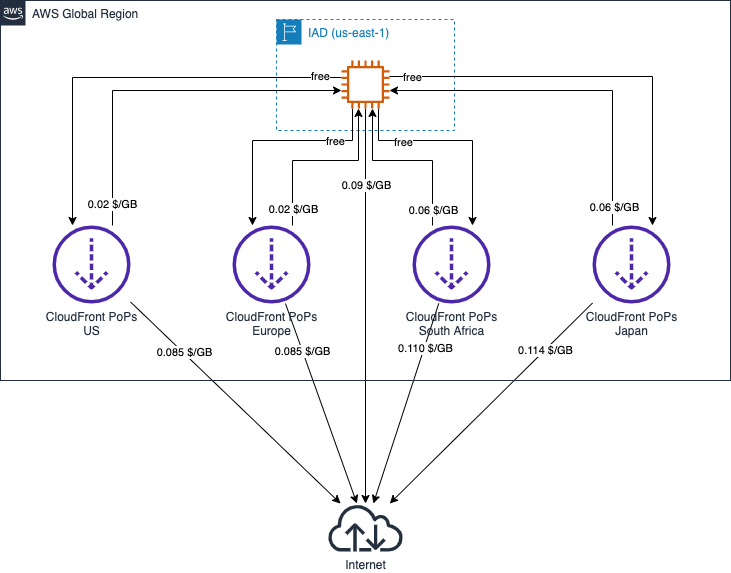 aws
AWS Global Region
IAD (us-east-1)
free
free
free
free
0.09 $/GB
0.02 $/GB
0.02 $/GB
0.06 $/GB
0.06 $/GB
CloudFront PoPs
US
CloudFront PoPs
Europe
CloudFront PoPs
South Africa
CloudFront PoPs
Japan
0.085 $/GB
0.085 $/GB
0.110 $/GB
0.114 $/GB
Internet